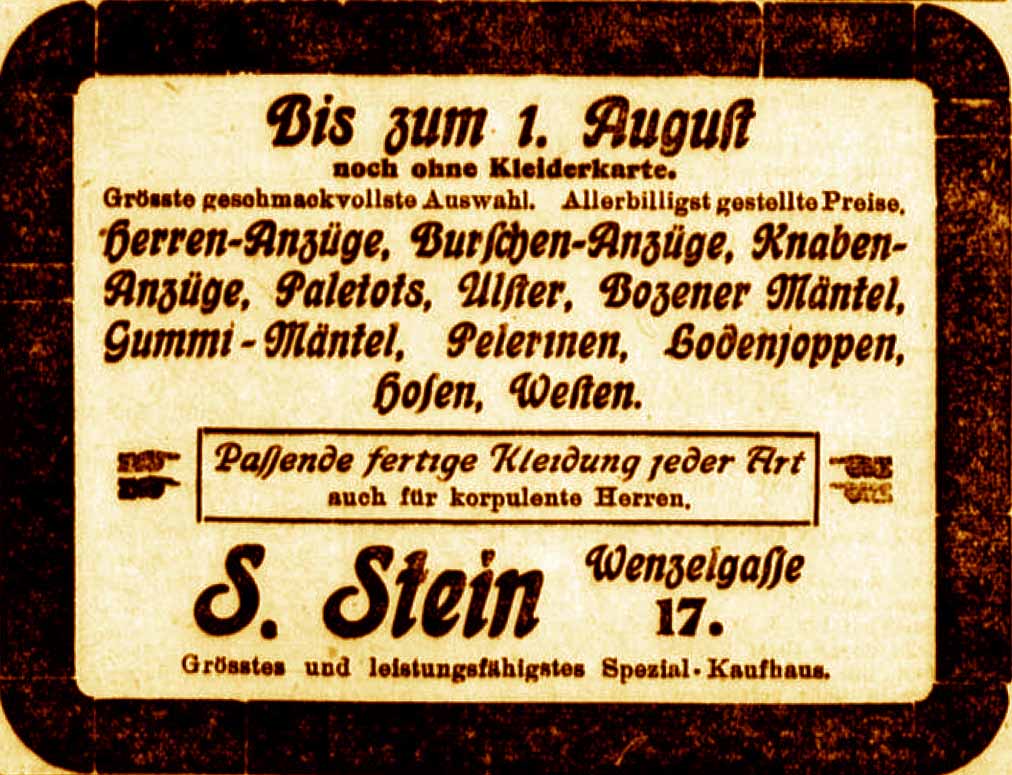 Bis zum 1. August
noch ohne Kleiderkarte.
Grösste geschmackvollste Auswahl. Allerbilligst gestellte Preise.
Herren-Anzüge, Burschen-Anzüge, Knaben-
Anzüge, Paletots, Ulster, Bozener Mäntel,
Gummi-Mäntel, Pelerinen, Lodenjoppen,
Hosen, Westen.
Passende fertige Kleidung jeder Art
auch für korpulente Herren.
S. Stein
Wenzelgasse
17.
Grösstes und leistungsfähigstes Spezial-Kaufhaus.